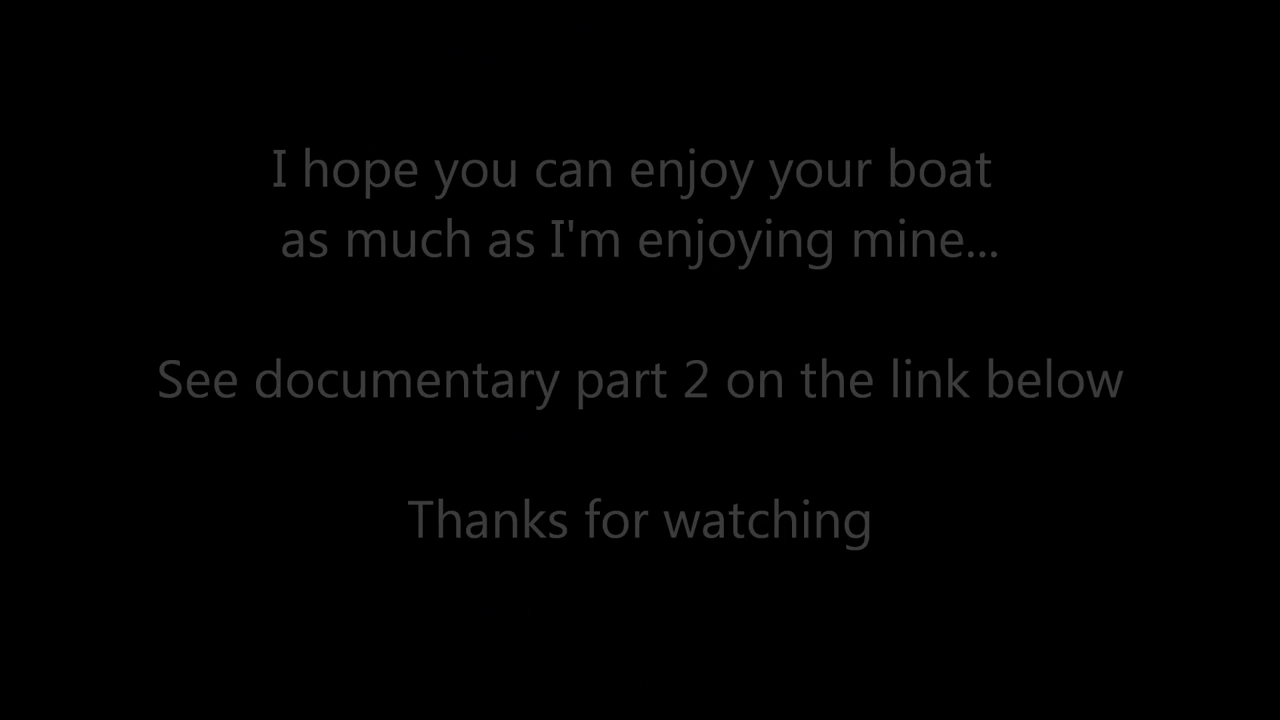 I hope you can enjoy your boat
as much as I'm enjoying mine...
See documentary part 2 on the link below
Thanks for watching